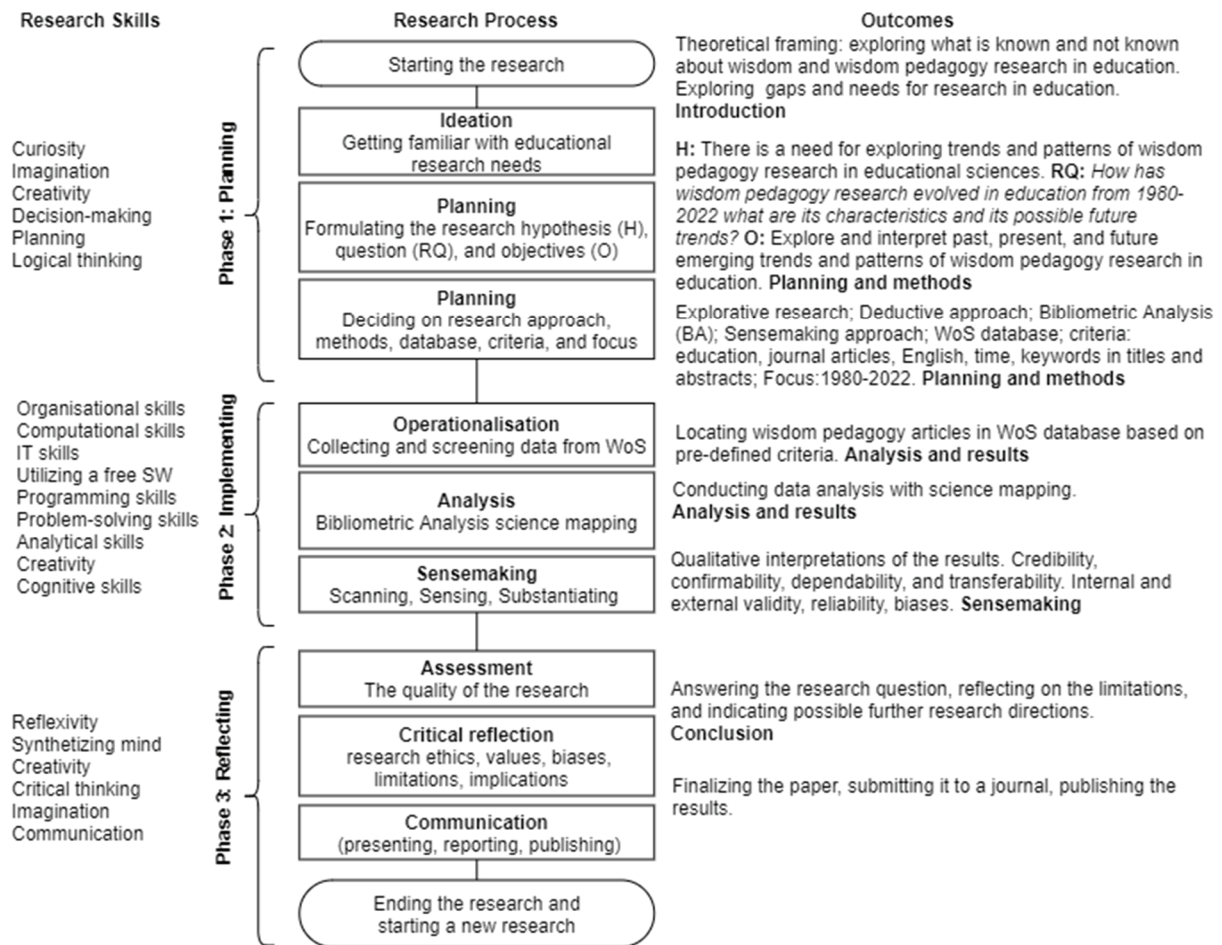 Research Skills
Research Process
Outcomes
Phase 1: Planning
Curiosity
Imagination
Creativity
Decision-making
Planning
Logical thinking
Starting the research
Ideation
Getting familiar with educational
research needs
Planning
Formulating the research hypothesis (H),
question (RQ), and objectives (O)
Planning
Deciding on research approach,
methods, database, criteria, and focus
Theoretical framing: exploring what is known and not known
about wisdom and wisdom pedagogy research in education.
Exploring gaps and needs for research in education.
Introduction
H: There is a need for exploring trends and patterns of wisdom
pedagogy research in educational sciences. RQ: How has
wisdom pedagogy research evolved in education from 1980-
2022 what are its characteristics and its possible future
trends? O: Explore and interpret past, present, and future
emerging trends and patterns of wisdom pedagogy research in
education. Planning and methods
Explorative research; Deductive approach; Bibliometric Analysis
(BA); Sensemaking approach; WoS database; criteria:
education, journal articles, English, time, keywords in titles and
abstracts; Focus:1980-2022. Planning and methods
Phase 2: Implementing
Organisational skills
Computational skills
IT skills
Utilizing a free SW
Programming skills
Problem-solving skills
Analytical skills
Creativity
Cognitive skills
Operationalisation
Collecting and screening data from WoS
Analysis
Bibliometric Analysis science mapping
Sensemaking
Scanning, Sensing, Substantiating
Locating wisdom pedagogy articles in WoS database based on
pre-defined criteria. Analysis and results
Conducting data analysis with science mapping.
Analysis and results
Qualitative interpretations of the results. Credibility,
confirmability, dependability, and transferability. Internal and
external validity, reliability, biases. Sensemaking
Phase 3: Reflecting
Reflexivity
Synthetizing mind
Creativity
Critical thinking
Imagination
Communication
Assessment
The quality of the research
Critical reflection
research ethics, values, biases,
limitations, implications
Communication
(presenting, reporting, publishing)
Ending the research and
starting a new research
Answering the research question, reflecting on the limitations,
and indicating possible further research directions.
Conclusion
Finalizing the paper, submitting it to a journal, publishing the
results.